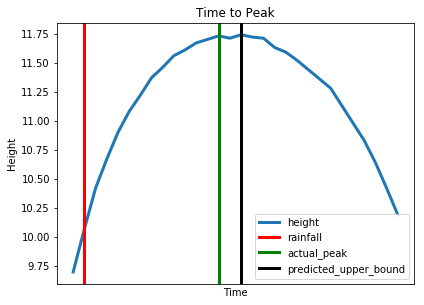 Time to Peak
Height
11.75
11.50
11.25
11.00
10.75
10.50
10.25
10.00
9.75
height
rainfall
actual_peak
predicted_upper_bound
Time